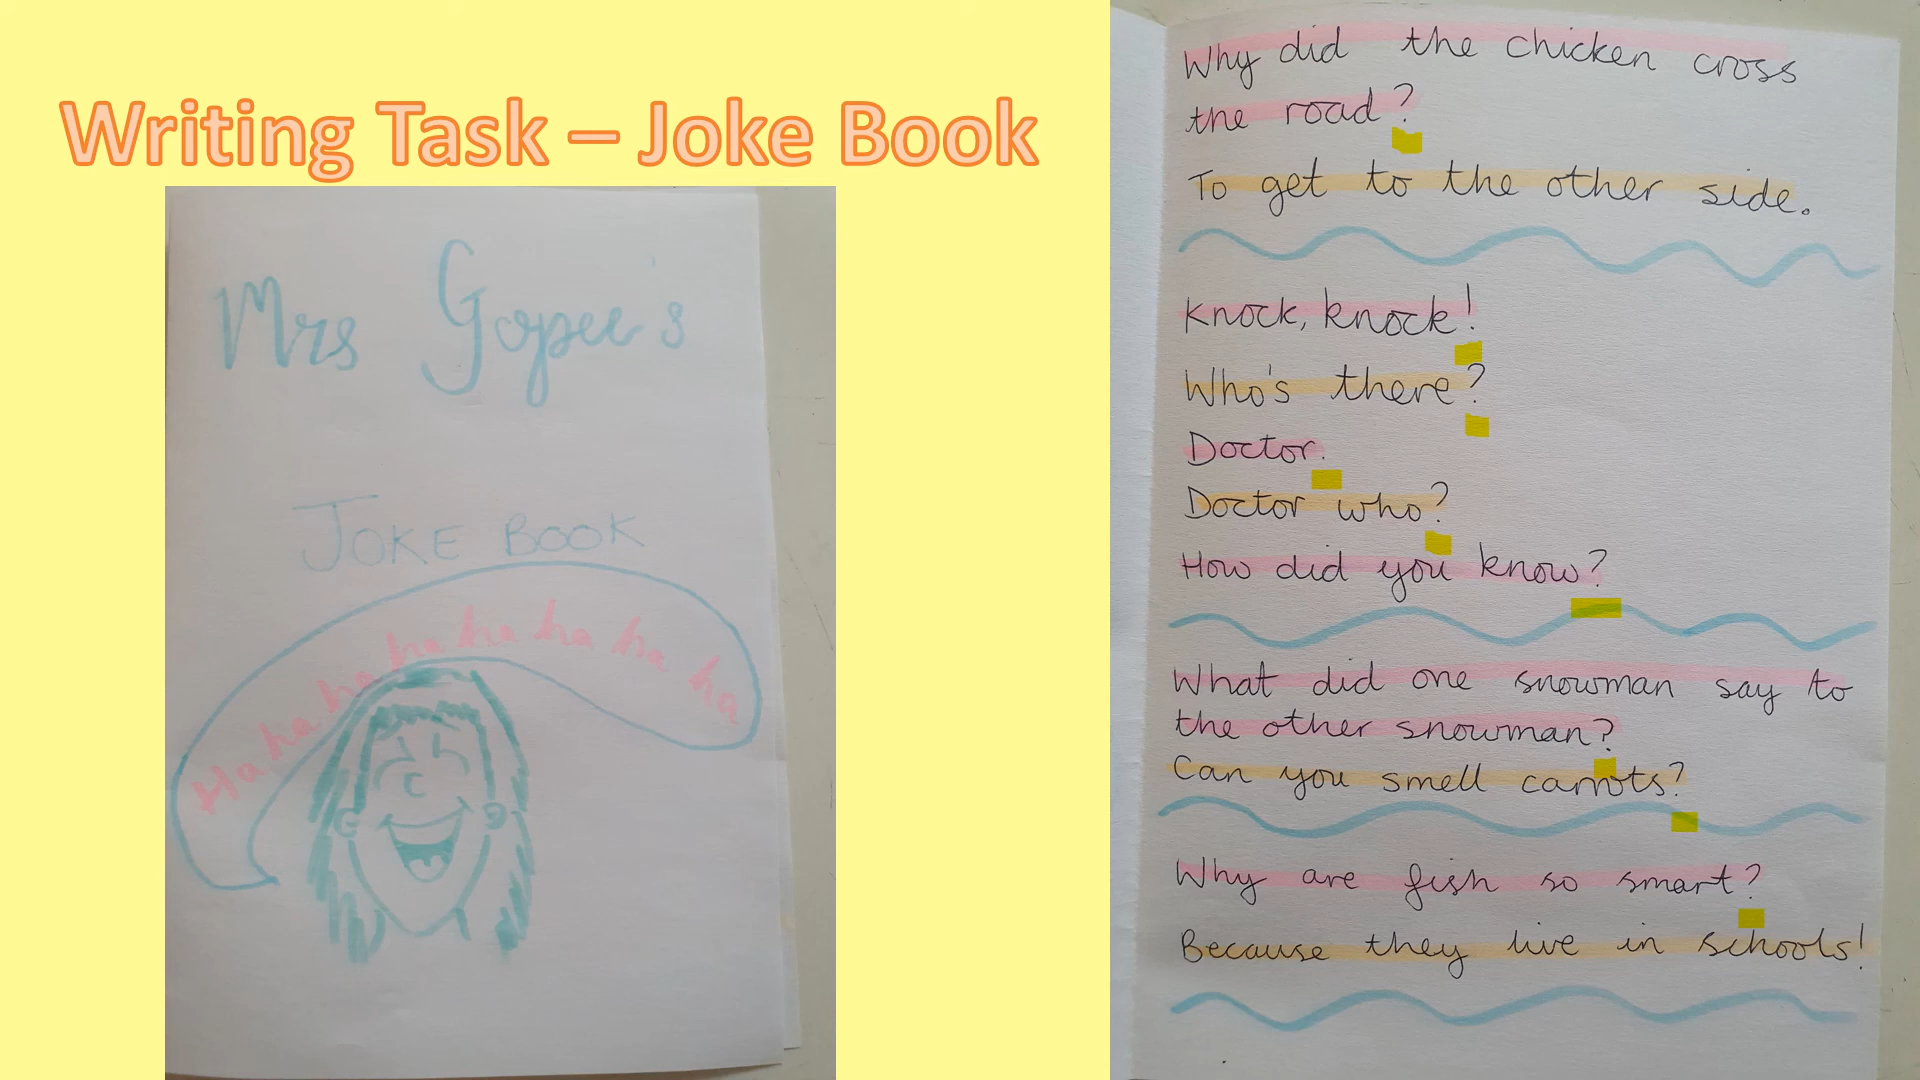 Writing Task – Joke Book
Mrs Gopee's
JOKE BOOK
Ha ha ha ha ha ha ha ha ha
Why did the chicken cross
the road?
To get to the other side.
Knock, knock!
Who's there?
Doctor.
Doctor who?
How did you know?
What did one snowman say to
the other snowman?
Can you smell carrots?
Why are fish so smart?
Because they live in schools!